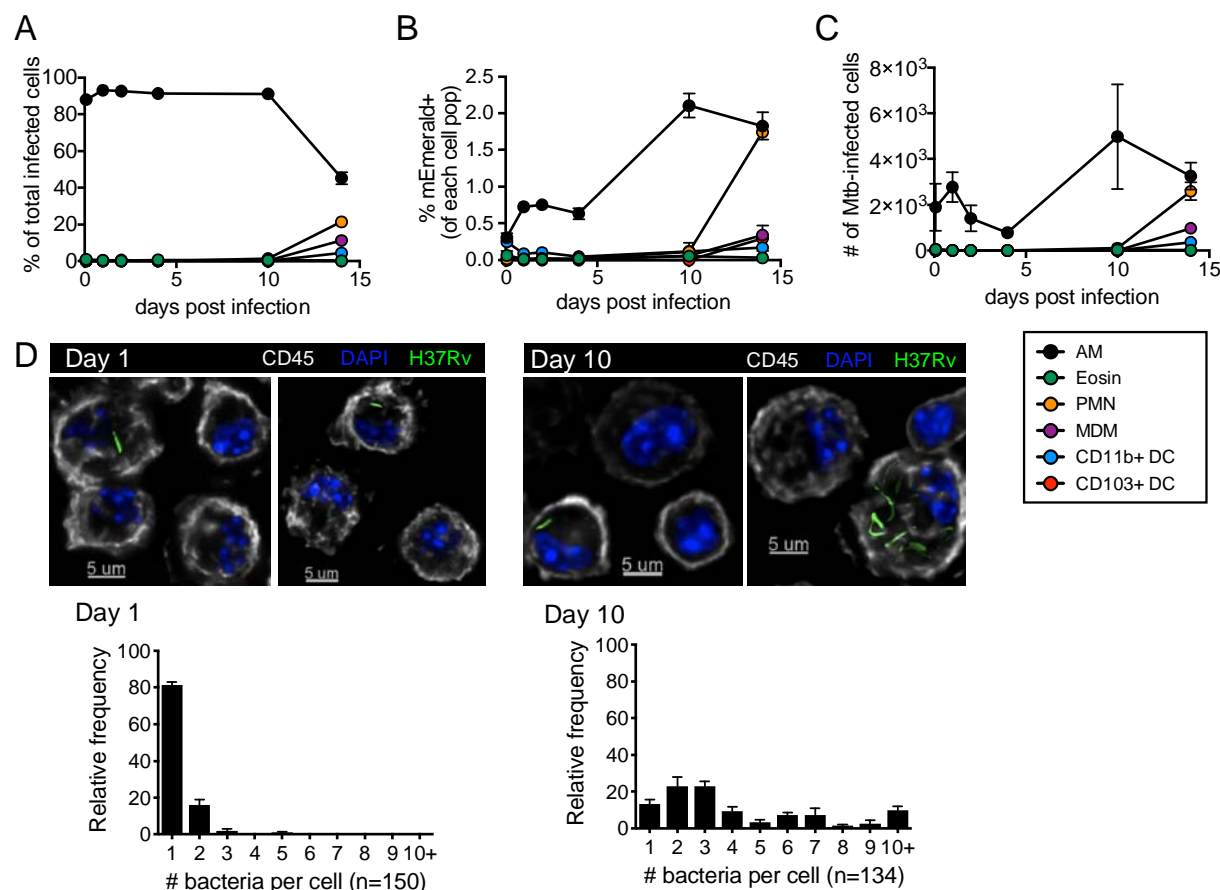 A
% of total infected cells
100
80
60
40
20
0
0 5 10 15
days post infection
B
% mEmerald+
(of each cell pop)
2.5
2.0
1.5
1.0
0.5
0.0
0 5 10 15
days post infection
C
# of Mtb-infected cells
8×10³
6×10³
4×10³
2×10³
0
0 5 10 15
days post infection
AM
Eosin
PMN
MDM
CD11b+ DC
CD103+ DC
D
Day 1 CD45 DAPI H37Rv
5 um
5 um
Day 10 CD45 DAPI H37Rv
5 um
5 um
Day 1
Relative frequency
100
80
60
40
20
0
1 2 3 4 5 6 7 8 9 10+
# bacteria per cell (n=150)
Day 10
Relative frequency
100
80
60
40
20
0
1 2 3 4 5 6 7 8 9 10+
# bacteria per cell (n=134)